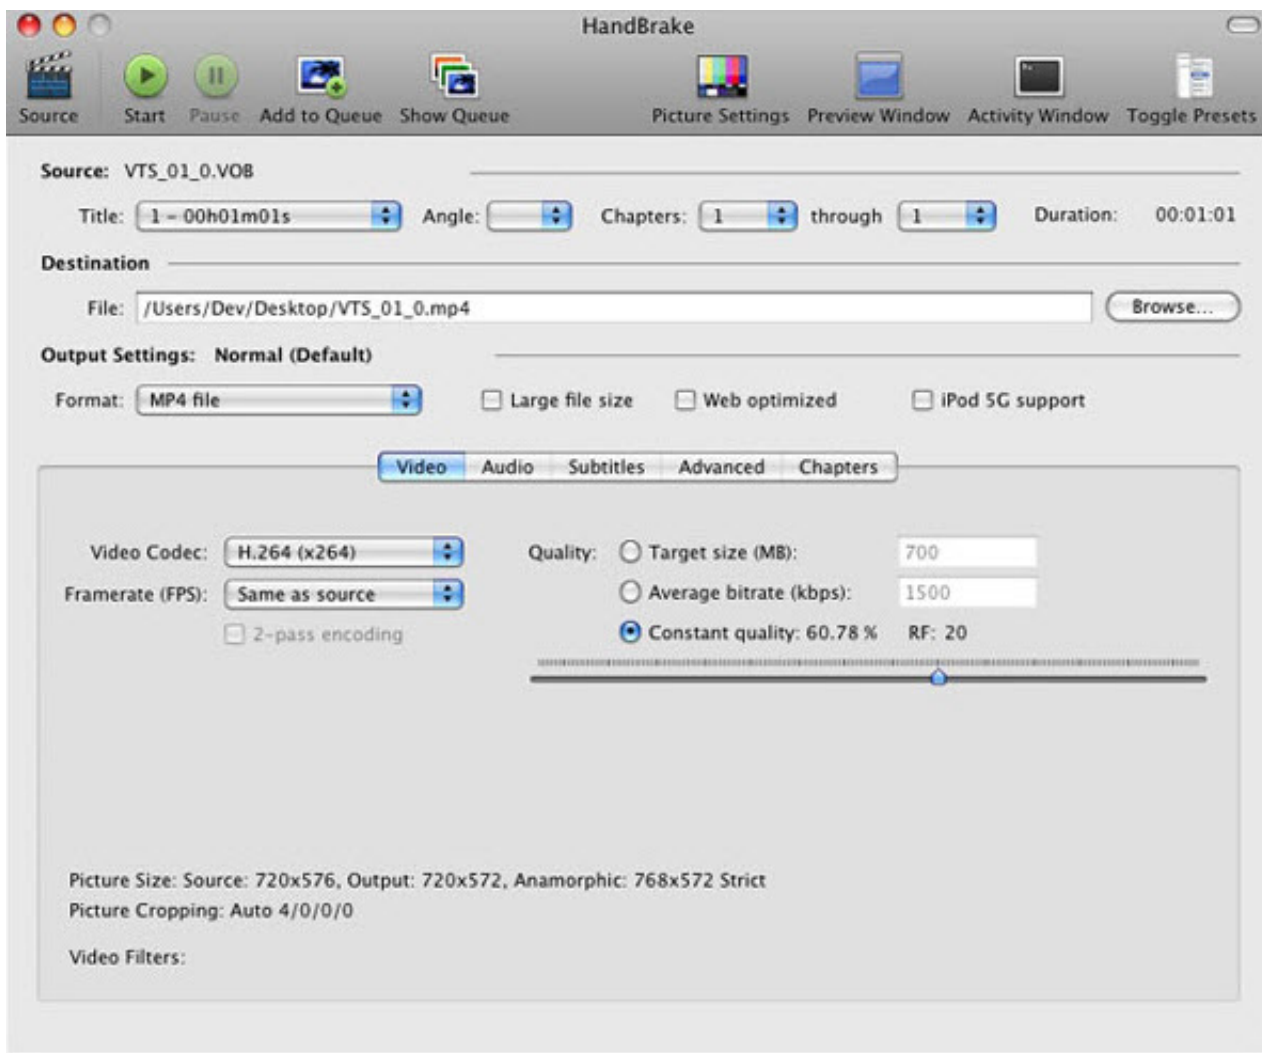 HandBrake
Source Start Pause Add to Queue Show Queue Picture Settings Preview Window Activity Window Toggle Presets
Source: VTS_01_0.VOB
Title: 1 - 00h01m01s Angle: Chapters: 1 through 1 Duration: 00:01:01
Destination
File: /Users/Dev/Desktop/VTS_01_0.mp4 Browse...
Output Settings: Normal (Default)
Format: MP4 file Large file size Web optimized iPod 5G support
Video Audio Subtitles Advanced Chapters
Video Codec: H.264 (x264) Quality: Target size (MB): 700
Framerate (FPS): Same as source Average bitrate (kbps): 1500
2-pass encoding Constant quality: 60.78 % RF: 20
Picture Size: Source: 720x576, Output: 720x572, Anamorphic: 768x572 Strict
Picture Cropping: Auto 4/0/0/0
Video Filters: